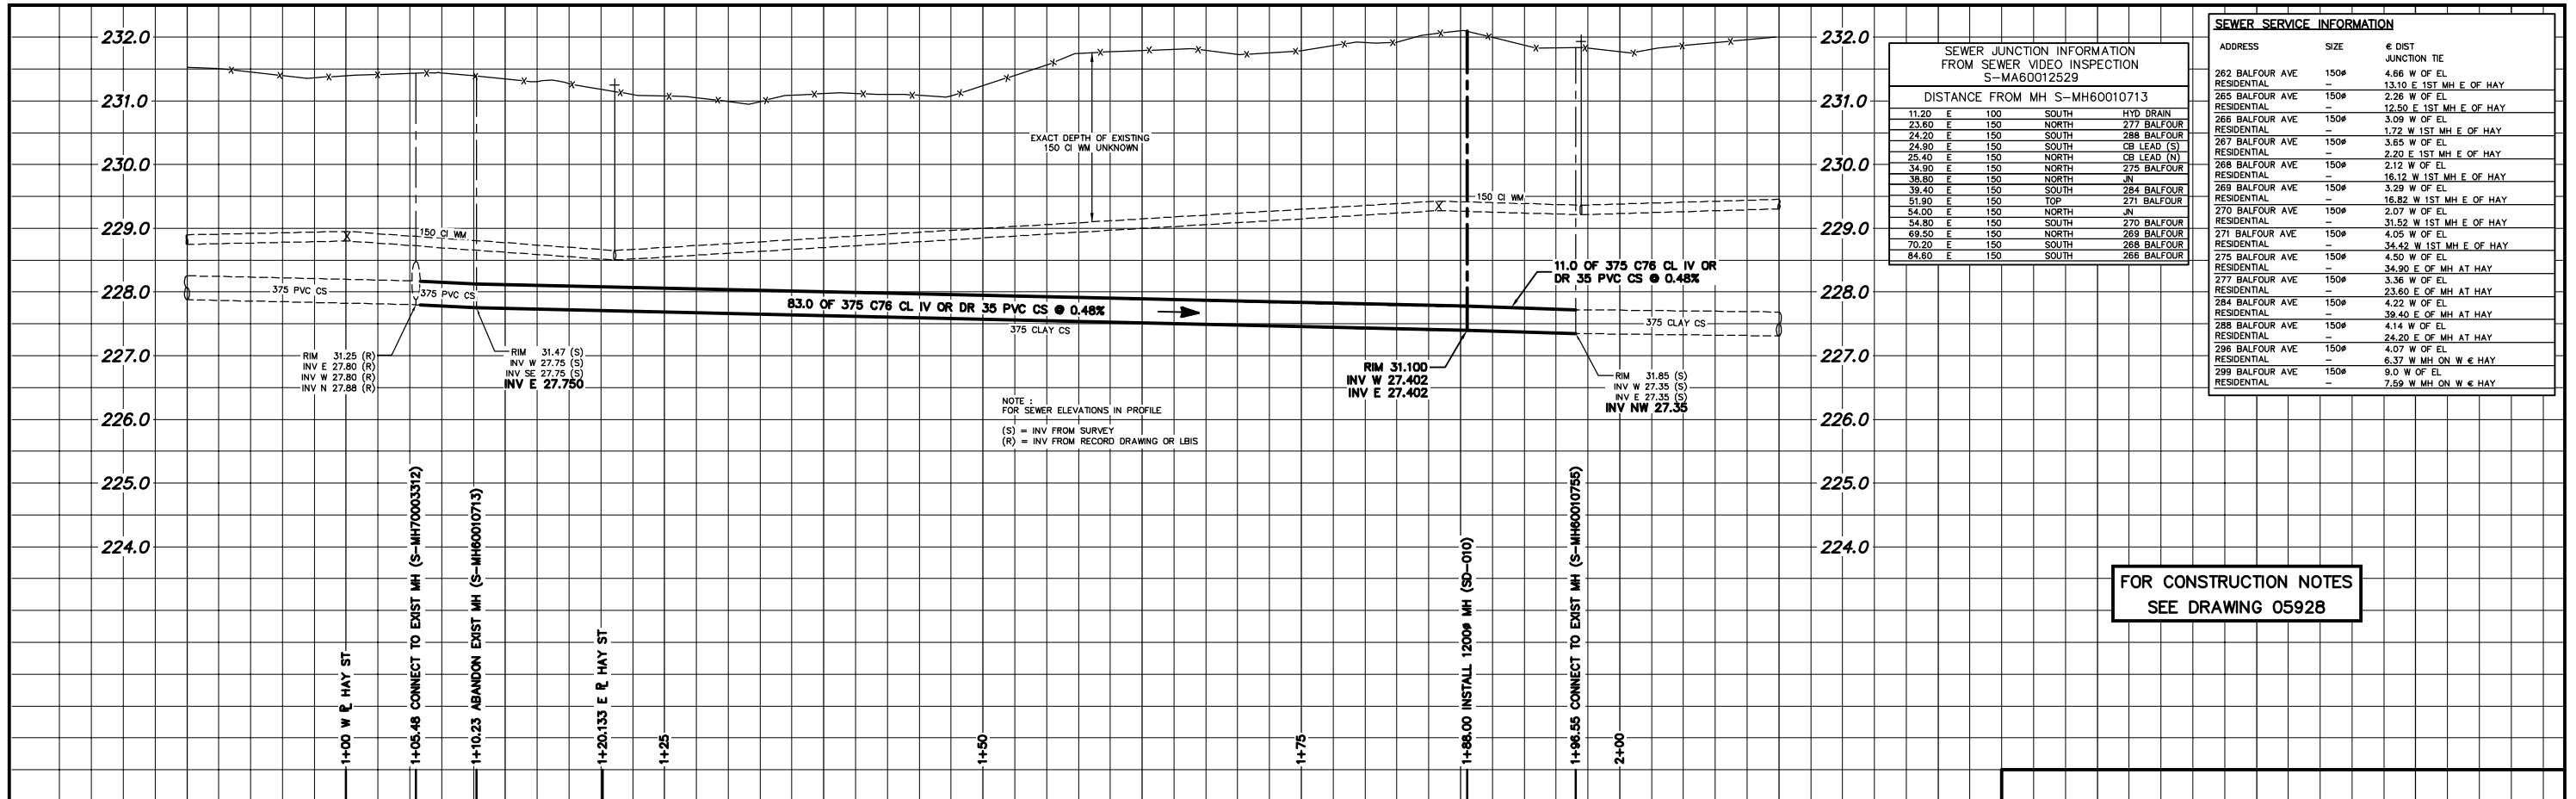 232.0
231.0
230.0
229.0
228.0
227.0
226.0
225.0
224.0
EXACT DEPTH OF EXISTING
150 CI WM UNKNOWN
150 CI WM
150 CI WM
375 PVC CS
375 PVC CS
83.0 OF 375 C76 CL IV OR DR 35 PVC CS @ 0.48%
375 CLAY CS
11.0 OF 375 C76 CL IV OR
DR 35 PVC CS @ 0.48%
375 CLAY CS
RIM 31.25 (R)
INV E 27.80 (R)
INV W 27.80 (R)
INV N 27.88 (R)
RIM 31.47 (S)
INV W 27.75 (S)
INV SE 27.75 (S)
INV E 27.750
RIM 31.100
INV W 27.402
INV E 27.402
RIM 31.85 (S)
INV W 27.35 (S)
INV E 27.35 (S)
INV NW 27.35
NOTE :
FOR SEWER ELEVATIONS IN PROFILE
(S) = INV FROM SURVEY
(R) = INV FROM RECORD DRAWING OR LBIS
1+00 W PL HAY ST
1+05.48 CONNECT TO EXIST MH (S-MH70003312)
1+10.23 ABANDON EXIST MH (S-MH60010713)
1+20.133 E PL HAY ST
1+25
1+50
1+75
1+88.00 INSTALL 1200ø MH (SD-010)
1+96.55 CONNECT TO EXIST MH (S-MH60010755)
2+00
232.0
231.0
230.0
229.0
228.0
227.0
226.0
225.0
224.0
SEWER JUNCTION INFORMATION
FROM SEWER VIDEO INSPECTION
S-MA60012529
DISTANCE FROM MH S-MH60010713
11.20 E 100 SOUTH HYD DRAIN
23.60 E 150 NORTH 277 BALFOUR
24.20 E 150 SOUTH 288 BALFOUR
24.90 E 150 SOUTH CB LEAD (S)
25.40 E 150 NORTH CB LEAD (N)
34.90 E 150 NORTH 275 BALFOUR
38.80 E 150 NORTH JN
39.40 E 150 SOUTH 284 BALFOUR
51.90 E 150 TOP 271 BALFOUR
54.00 E 150 NORTH JN
54.80 E 150 SOUTH 270 BALFOUR
69.50 E 150 NORTH 269 BALFOUR
70.20 E 150 SOUTH 268 BALFOUR
84.60 E 150 SOUTH 266 BALFOUR
SEWER SERVICE INFORMATION
ADDRESS SIZE ȼ DIST
JUNCTION TIE
262 BALFOUR AVE 150ø 4.66 W OF EL
RESIDENTIAL – 13.10 E 1ST MH E OF HAY
265 BALFOUR AVE 150ø 2.26 W OF EL
RESIDENTIAL – 12.50 E 1ST MH E OF HAY
266 BALFOUR AVE 150ø 3.09 W OF EL
RESIDENTIAL – 1.72 W 1ST MH E OF HAY
267 BALFOUR AVE 150ø 3.65 W OF EL
RESIDENTIAL – 2.20 E 1ST MH E OF HAY
268 BALFOUR AVE 150ø 2.12 W OF EL
RESIDENTIAL – 16.12 W 1ST MH E OF HAY
269 BALFOUR AVE 150ø 3.29 W OF EL
RESIDENTIAL – 16.82 W 1ST MH E OF HAY
270 BALFOUR AVE 150ø 2.07 W OF EL
RESIDENTIAL – 31.52 W 1ST MH E OF HAY
271 BALFOUR AVE 150ø 4.05 W OF EL
RESIDENTIAL – 34.42 W 1ST MH E OF HAY
275 BALFOUR AVE 150ø 4.50 W OF EL
RESIDENTIAL – 34.90 E OF MH AT HAY
277 BALFOUR AVE 150ø 3.36 W OF EL
RESIDENTIAL – 23.60 E OF MH AT HAY
284 BALFOUR AVE 150ø 4.22 W OF EL
RESIDENTIAL – 39.40 E OF MH AT HAY
288 BALFOUR AVE 150ø 4.14 W OF EL
RESIDENTIAL – 24.20 E OF MH AT HAY
296 BALFOUR AVE 150ø 4.07 W OF EL
RESIDENTIAL – 6.37 W MH ON W ȼ HAY
299 BALFOUR AVE 150ø 9.0 W OF EL
RESIDENTIAL – 7.59 W MH ON W ȼ HAY
FOR CONSTRUCTION NOTES
SEE DRAWING 05928